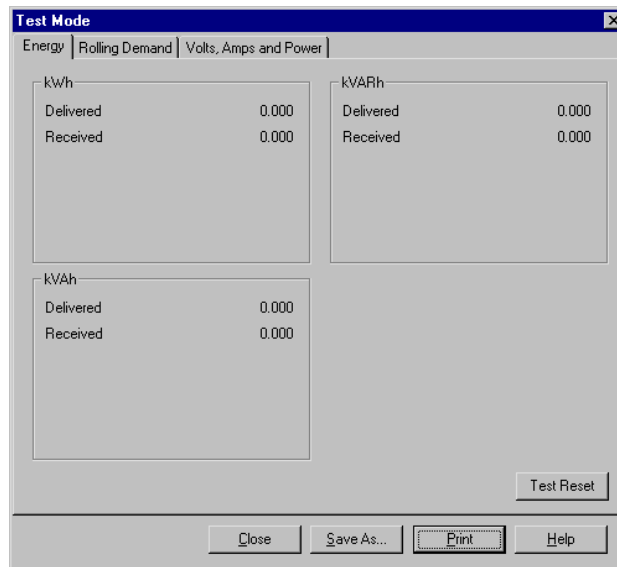 Test Mode
Energy Rolling Demand Volts, Amps and Power
kWh
Delivered 0.000
Received 0.000
kVARh
Delivered 0.000
Received 0.000
kVAh
Delivered 0.000
Received 0.000
Test Reset
Close Save As... Print Help